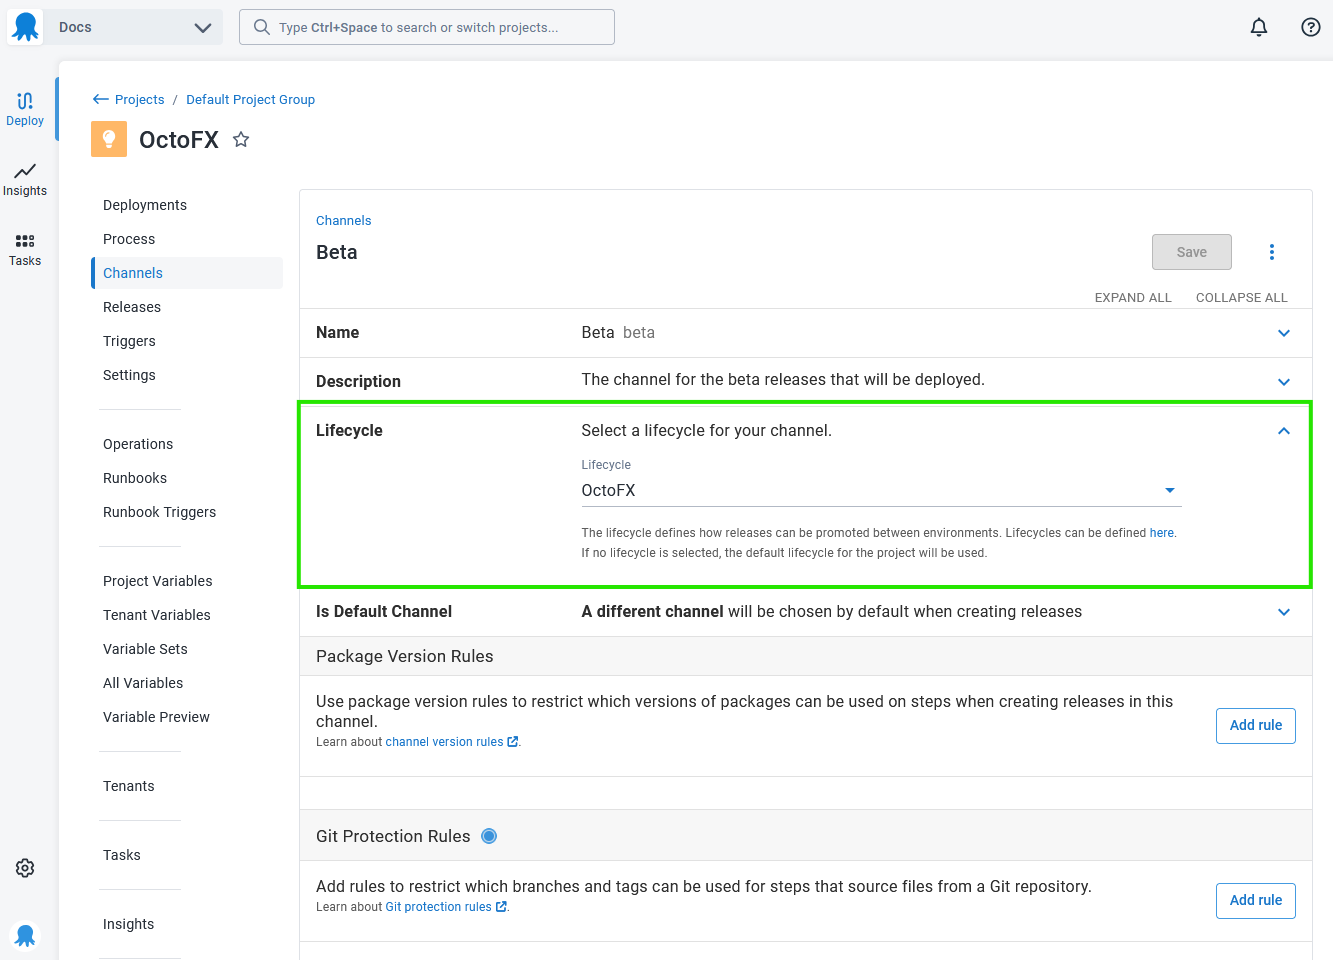 Docs
Type Ctrl+Space to search or switch projects...
Deploy
Insights
Tasks
Projects / Default Project Group
OctoFX
Deployments
Process
Channels
Releases
Triggers
Settings
Operations
Runbooks
Runbook Triggers
Project Variables
Tenant Variables
Variable Sets
All Variables
Variable Preview
Tenants
Tasks
Insights
Channels
Beta
Save
EXPAND ALL COLLAPSE ALL
Name Beta beta
Description The channel for the beta releases that will be deployed.
Lifecycle Select a lifecycle for your channel.
Lifecycle
OctoFX
The lifecycle defines how releases can be promoted between environments. Lifecycles can be defined here.
If no lifecycle is selected, the default lifecycle for the project will be used.
Is Default Channel A different channel will be chosen by default when creating releases
Package Version Rules
Use package version rules to restrict which versions of packages can be used on steps when creating releases in this
channel.
Learn about channel version rules.
Add rule
Git Protection Rules
Add rules to restrict which branches and tags can be used for steps that source files from a Git repository.
Learn about Git protection rules.
Add rule